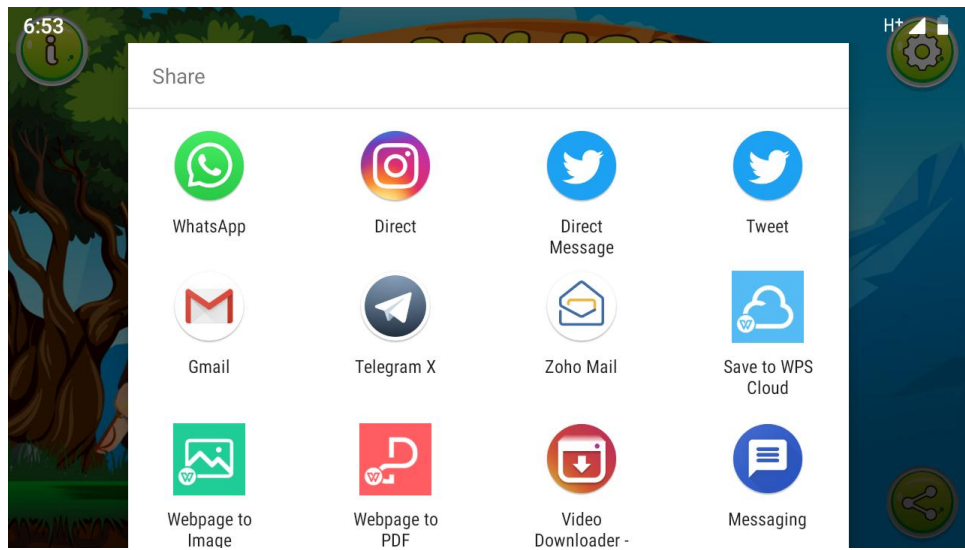 6:53
H+
Share
WhatsApp
Direct
Direct
Message
Tweet
Gmail
Telegram X
Zoho Mail
Save to WPS
Cloud
Webpage to
Image
Webpage to
PDF
Video
Downloader -
Messaging